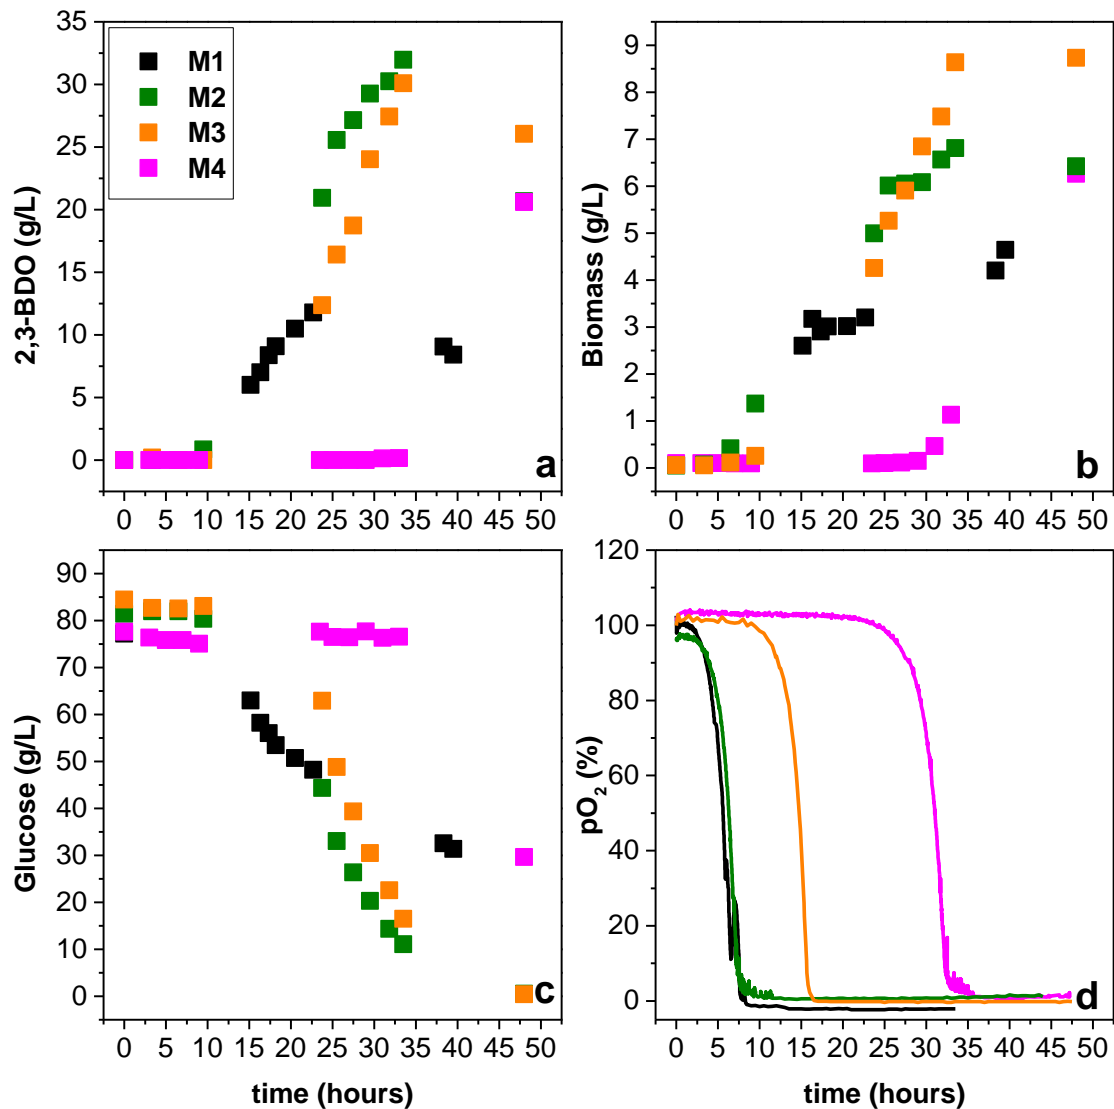 35
30
25
20
15
10
5
0
2,3-BDO (g/L)
M1
M2
M3
M4
a
0 5 10 15 20 25 30 35 40 45 50
9
8
7
6
5
4
3
2
1
0
Biomass (g/L)
b
0 5 10 15 20 25 30 35 40 45 50
90
80
70
60
50
40
30
20
10
0
Glucose (g/L)
c
0 5 10 15 20 25 30 35 40 45 50
time (hours)
120
100
80
60
40
20
0
pO2 (%)
d
0 5 10 15 20 25 30 35 40 45 50
time (hours)